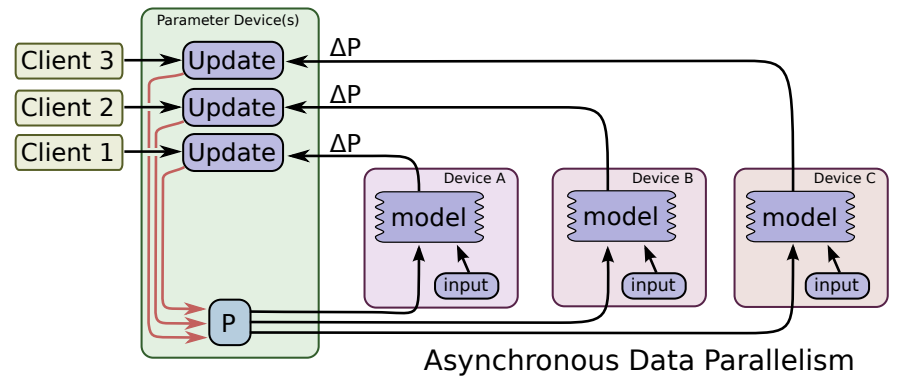 Parameter Device(s)
Client 3
Update
ΔP
Client 2
Update
ΔP
Client 1
Update
ΔP
Device A
Device B
Device C
model
model
model
input
input
input
P
Asynchronous Data Parallelism